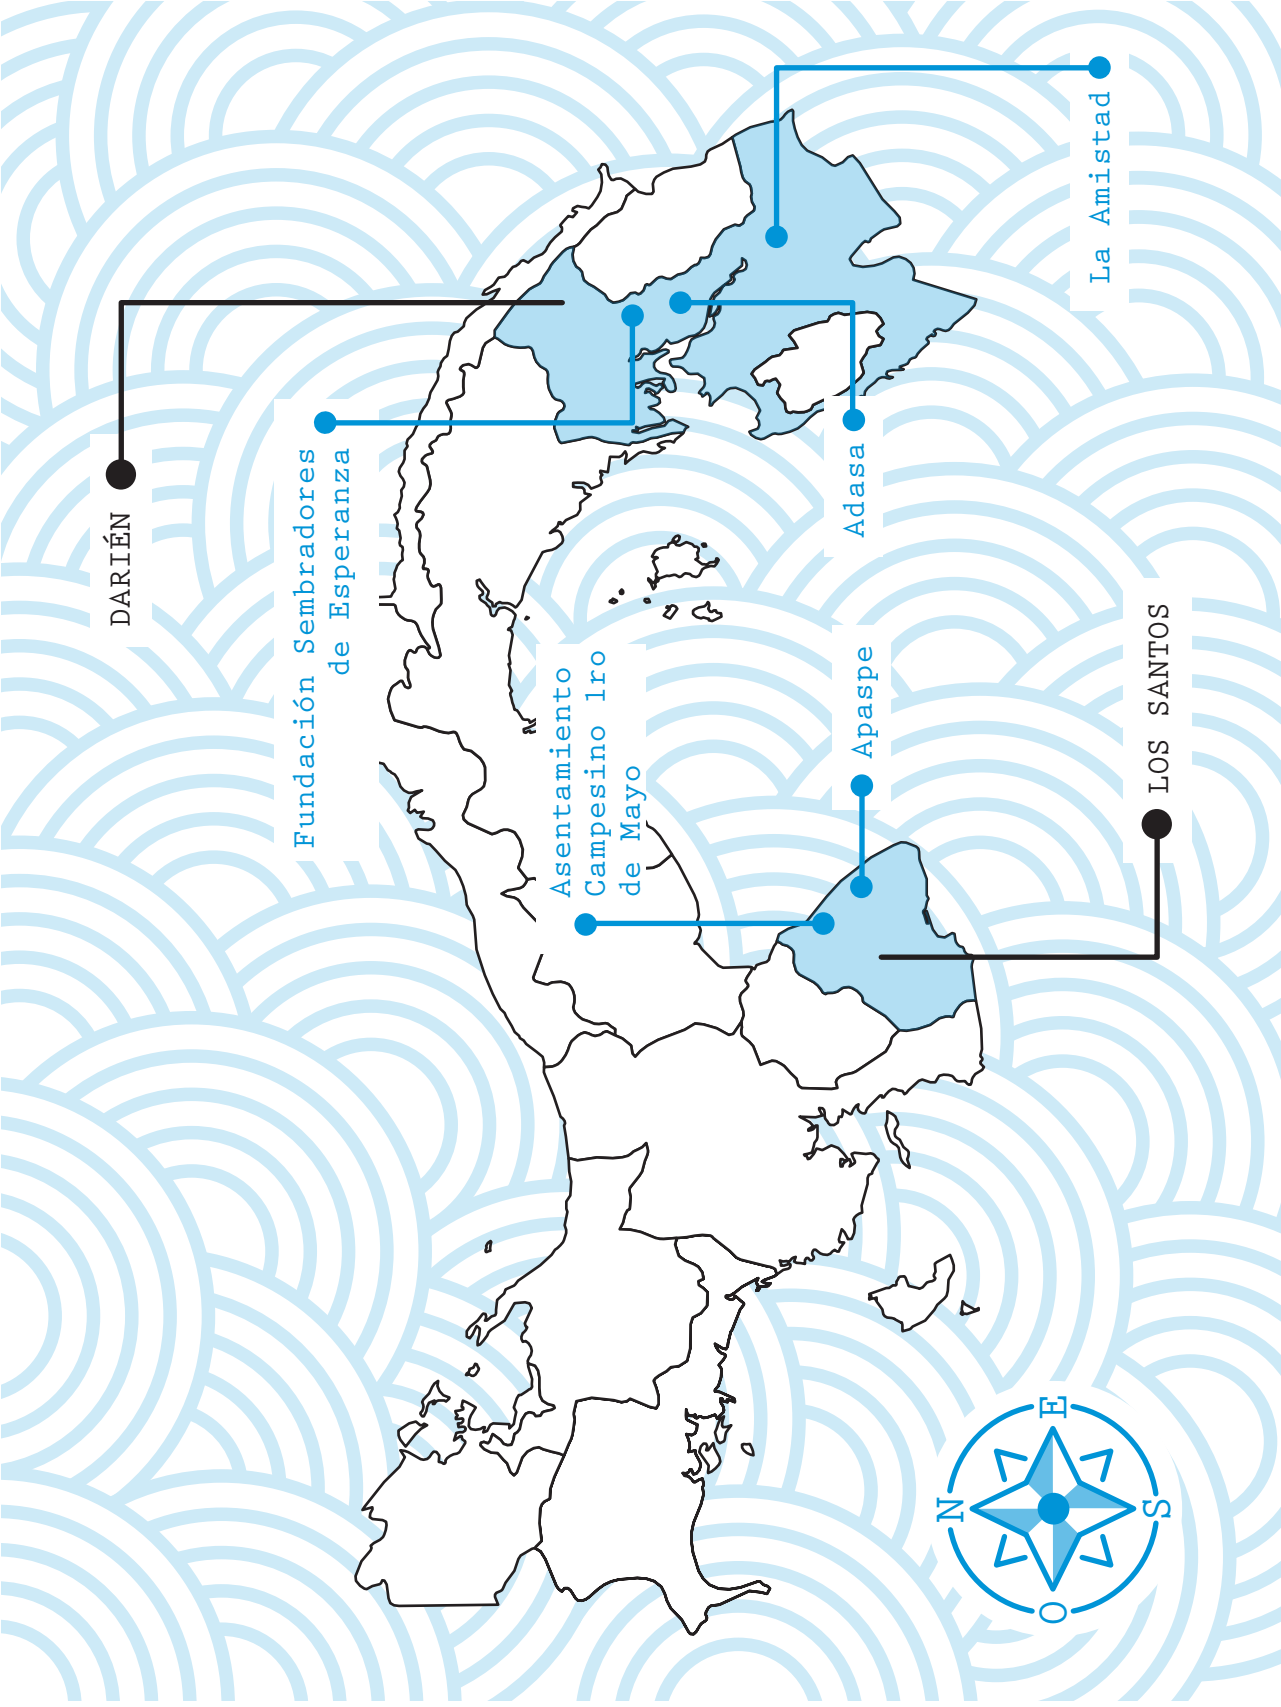 DARIÉN
Fundación Sembradores
de Esperanza
Asentamiento
Campesino 1ro
de Mayo
Adasa
Apaspe
La Amistad
LOS SANTOS
N
E
O
S